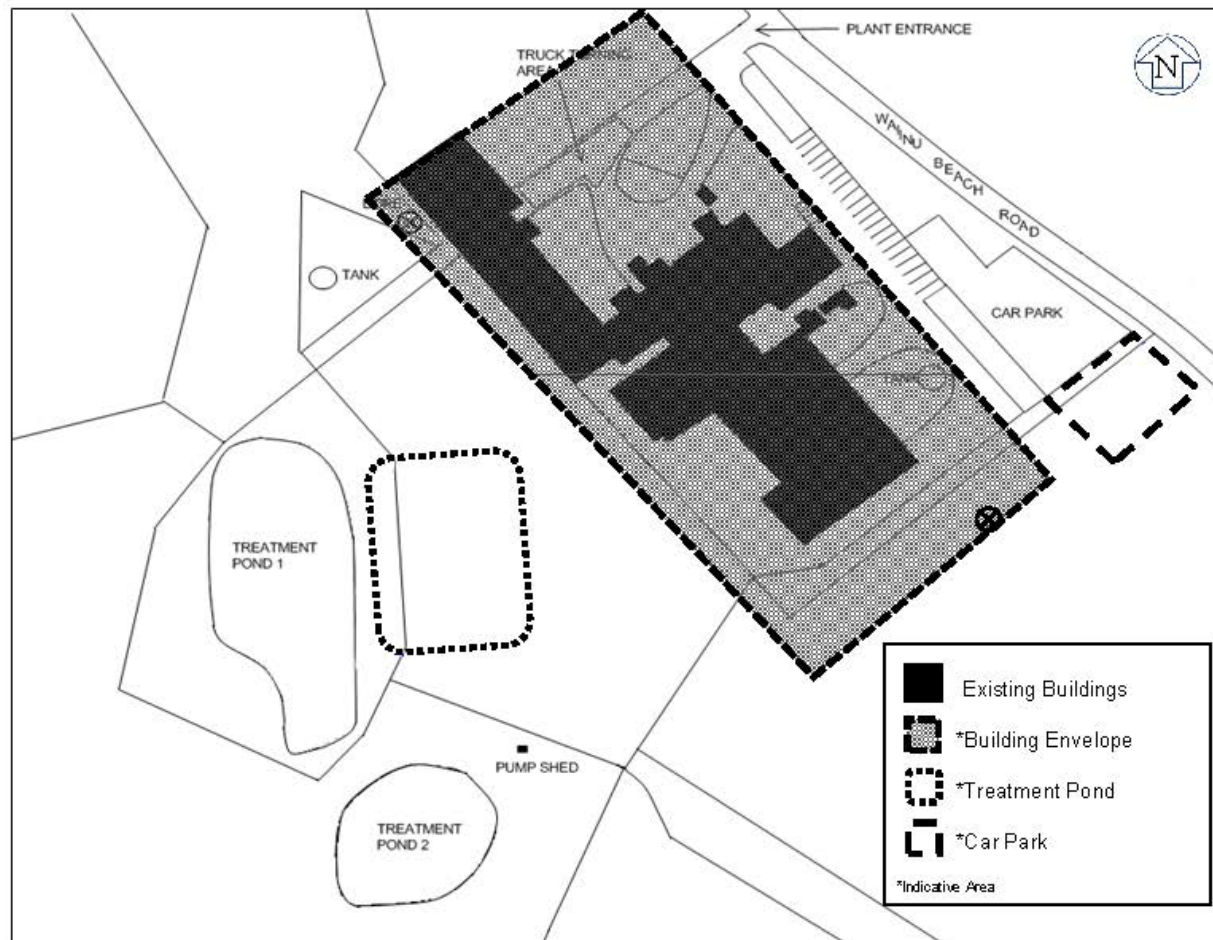 PLANT ENTRANCE
TRUCK TURNING
AREA
N
WAIINU BEACH ROAD
TANK
CAR PARK
TANK
TREATMENT
POND 1
PUMP SHED
TREATMENT
POND 2
Existing Buildings
*Building Envelope
*Treatment Pond
*Car Park
*Indicative Area